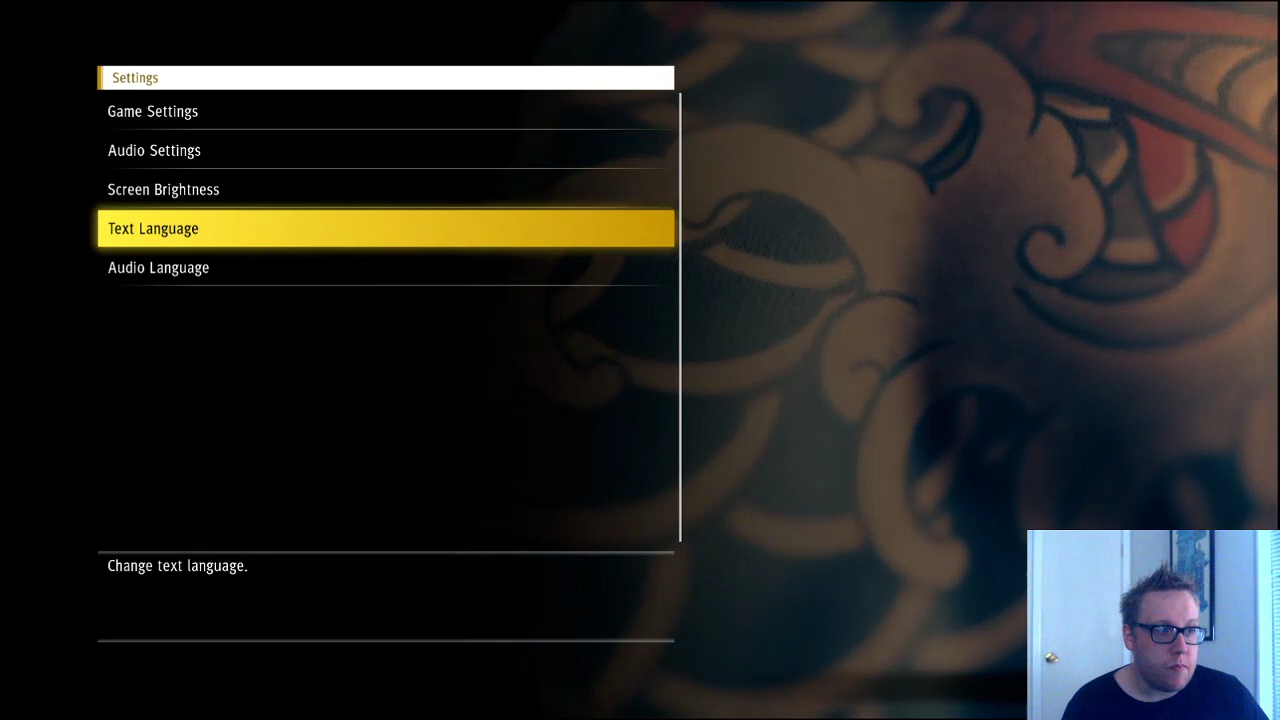 Settings
Game Settings
Audio Settings
Screen Brightness
Text Language
Audio Language
Change text language.